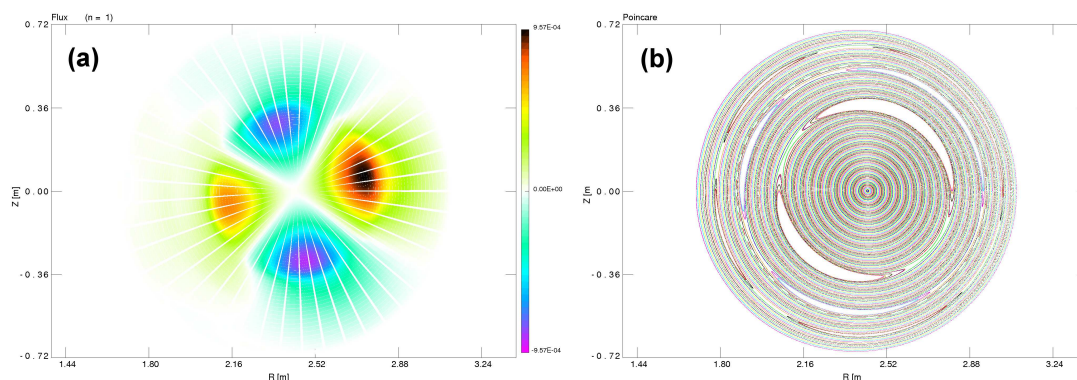 Flux (n = 1)
(a)
0.72
0.36
0.00
-0.36
-0.72
Z [m]
1.44 1.80 2.16 2.52 2.88 3.24
R [m]
9.57E-04
0.00E+00
-9.57E-04
Poincare
(b)
0.72
0.36
0.00
-0.36
-0.72
Z [m
1.44 1.80 2.16 2.52 2.88 3.24
R [m